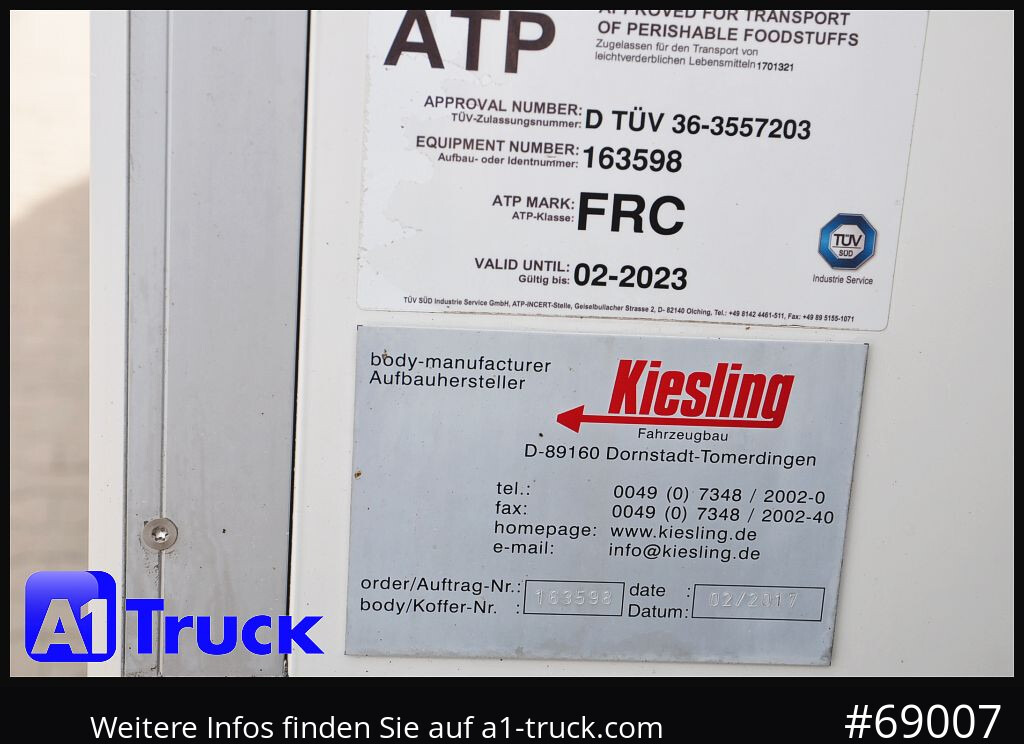 ATP
APPROVED FOR TRANSPORT
OF PERISHABLE FOODSTUFFS
Zugelassen für den Transport von
leichtverderblichen Lebensmitteln 1701321
APPROVAL NUMBER: D TÜV 36-3557203
TÜV-Zulassungsnummer:
EQUIPMENT NUMBER: 163598
Aufbau- oder Identnummer:
ATP MARK: FRC
ATP-Klasse:
VALID UNTIL: 02-2023
Gültig bis:
TÜV
SÜD
Industrie Service
TÜV SÜD Industrie Service GmbH, ATP-INCERT-Stelle, Geiselbullacher Strasse 2, D- 82140 Olching, Tel.: +49 8142 4461-511, Fax: +49 89 5155-1071
body-manufacturer
Aufbauhersteller
Kiesling
Fahrzeugbau
D-89160 Dornstadt-Tomerdingen
tel.: 0049 (0) 7348 / 2002-0
fax: 0049 (0) 7348 / 2002-40
homepage: www.kiesling.de
e-mail: info@kiesling.de
order/Auftrag-Nr.: 163598 date : 02/2017
body/Koffer-Nr. : Datum:
A1 Truck
Weitere Infos finden Sie auf a1-truck.com
#69007